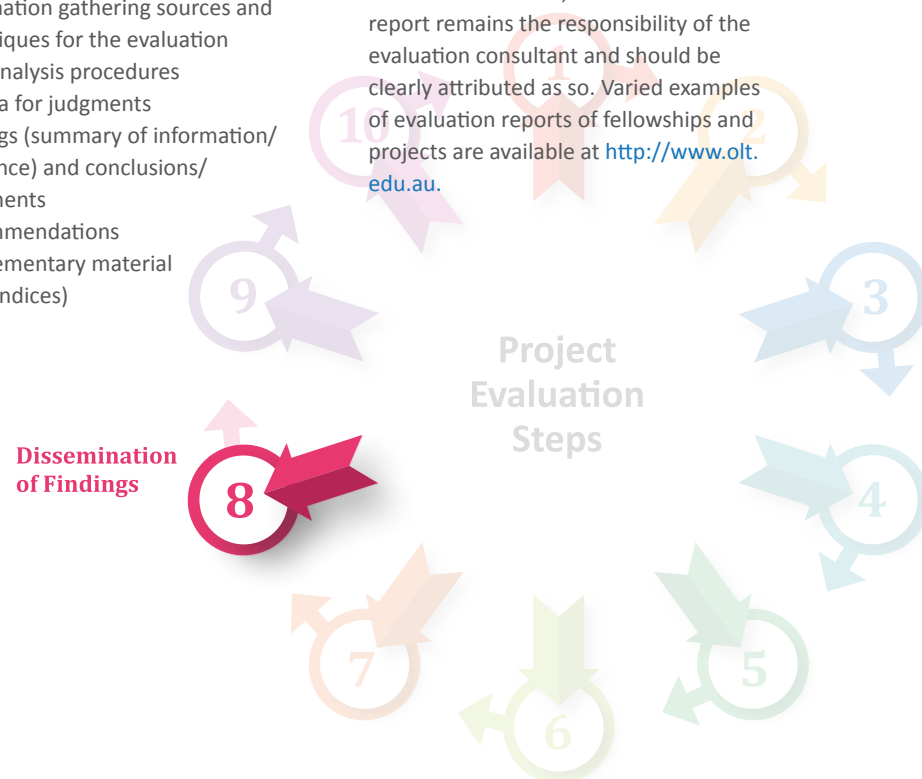 nation gathering sources and
iques for the evaluation
nalysis procedures
a for judgments
gs (summary of information/
nce) and conclusions/
ments
mmendations
ementary material
ndices)
report remains the responsibility of the
evaluation consultant and should be
clearly attributed as so. Varied examples
of evaluation reports of fellowships and
projects are available at http://www.olt.
edu.au.
1
2
3
4
5
6
7
8
9
10
Project
Evaluation
Steps
Dissemination
of Findings